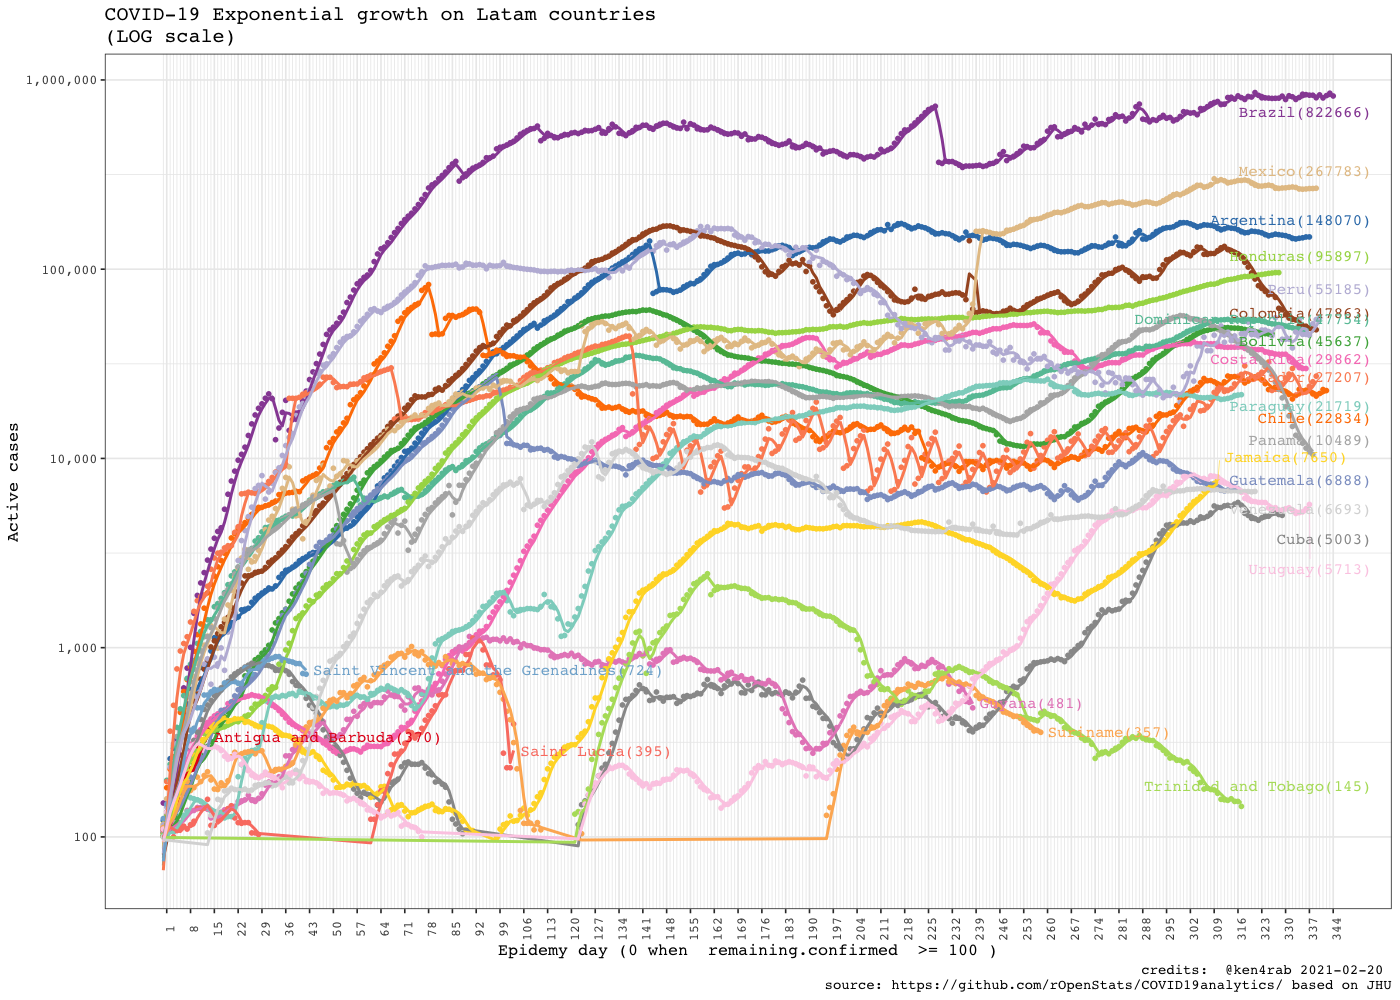 COVID-19 Exponential growth on Latam countries
(LOG scale)
1,000,000
Brazil(822666)
Mexico(267783)
Argentina(148070)
Honduras(95897)
100,000
Peru(55185)
Colombia(47863)
Bolivia(45637)
Costa Rica(29862)
(27207)
Paraguay(21719)
Chile(22834)
Panama(10489)
Jamaica(7650)
10,000
Guatemala(6888)
(6693)
Cuba(5003)
Uruguay(5713)
1,000
Saint Vincent and the Grenadines(724)
Guyana(481)
Suriname(357)
Antigua and Barbuda(370)
Saint Lucia(395)
Trinidad and Tobago(145)
100
Active cases
1 8 15 22 29 36 43 50 57 64 71 78 85 92 99 106 113 120 127 134 141 148 155 162 169 176 183 190 197 204 211 218 225 232 239 246 253 260 267 274 281 288 295 302 309 316 323 330 337 344
Epidemy day (0 when  remaining.confirmed  >= 100 )
credits:  @ken4rab 2021-02-20
source: https://github.com/rOpenStats/COVID19analytics/ based on JHU